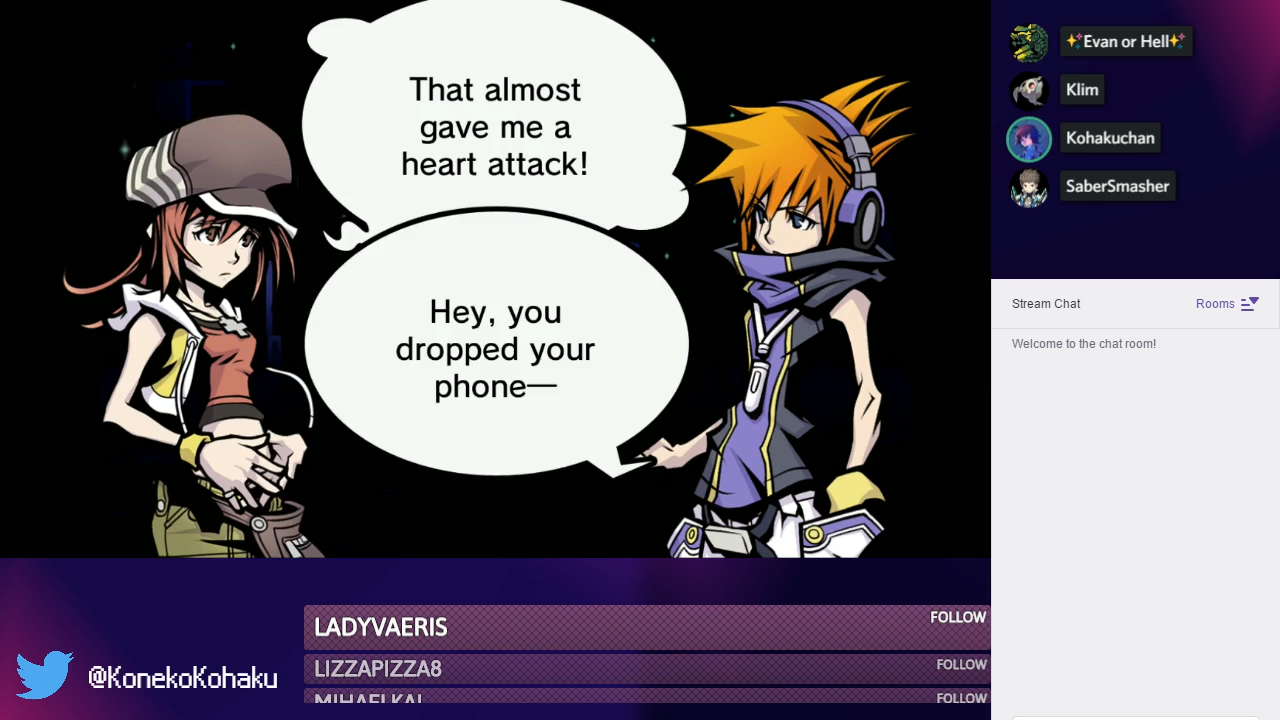 That almost
gave me a
heart attack!
Hey, you
dropped your
phone—
✨Evan or Hell✨
Klim
Kohakuchan
SaberSmasher
Stream Chat
Rooms
Welcome to the chat room!
@KonekoKohaku
LADYVAERIS
FOLLOW
LIZZAPIZZA8
FOLLOW
MIHAELKAL
FOLLOW